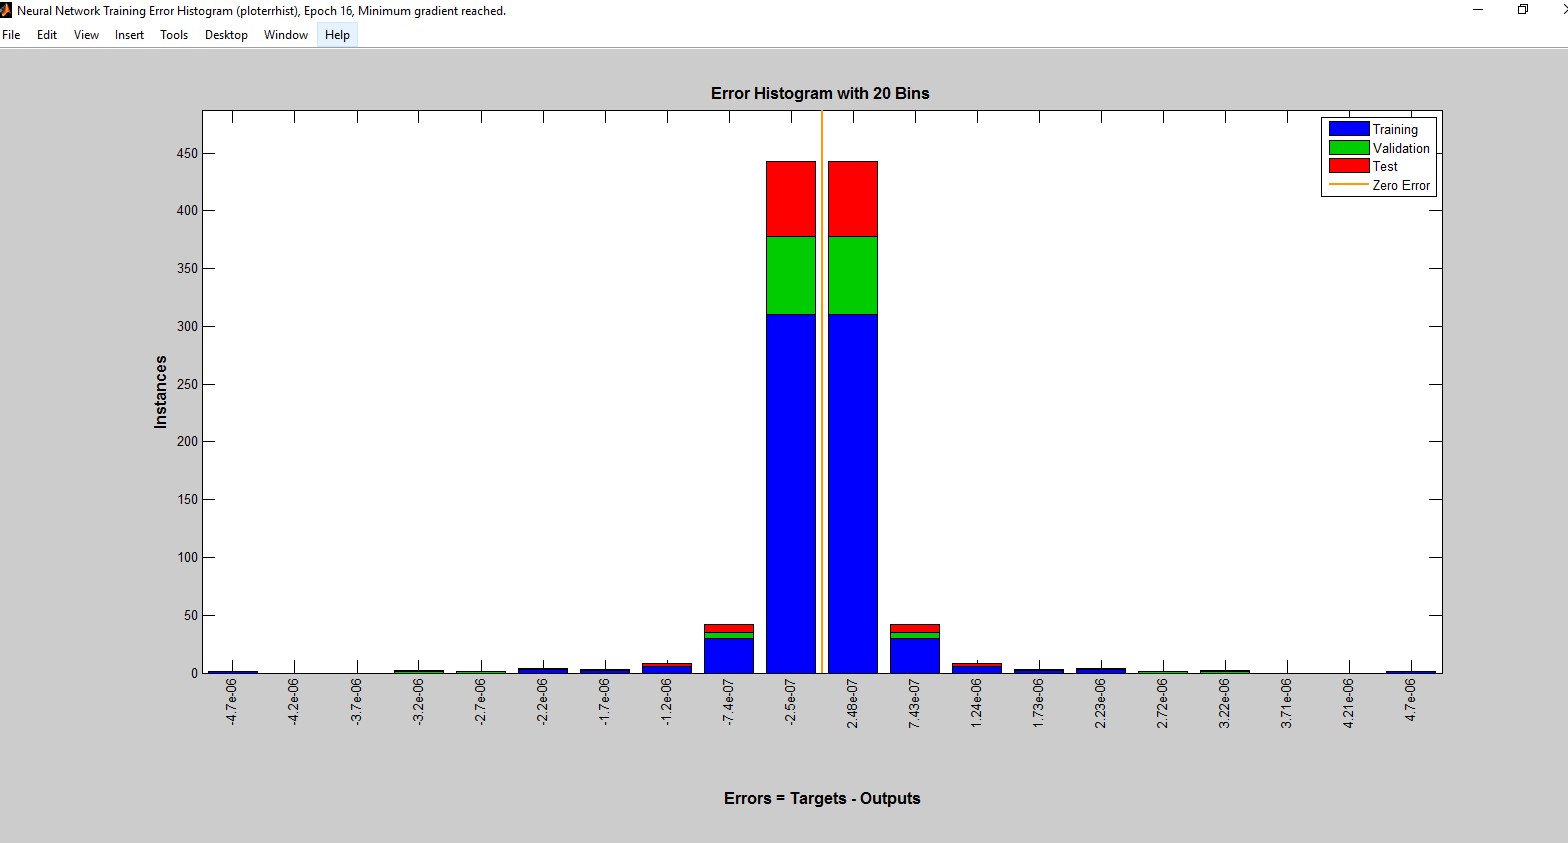 Neural Network Training Error Histogram (ploterrhist), Epoch 16, Minimum gradient reached.
File Edit View Insert Tools Desktop Window Help
Error Histogram with 20 Bins
Training
Validation
Test
Zero Error
450
400
350
300
250
200
150
100
50
0
Instances
-4.7e-06
-4.2e-06
-3.7e-06
-3.2e-06
-2.7e-06
-2.2e-06
-1.7e-06
-1.2e-06
-7.4e-07
-2.5e-07
2.48e-07
7.43e-07
1.24e-06
1.73e-06
2.23e-06
2.72e-06
3.22e-06
3.71e-06
4.21e-06
4.7e-06
Errors = Targets - Outputs